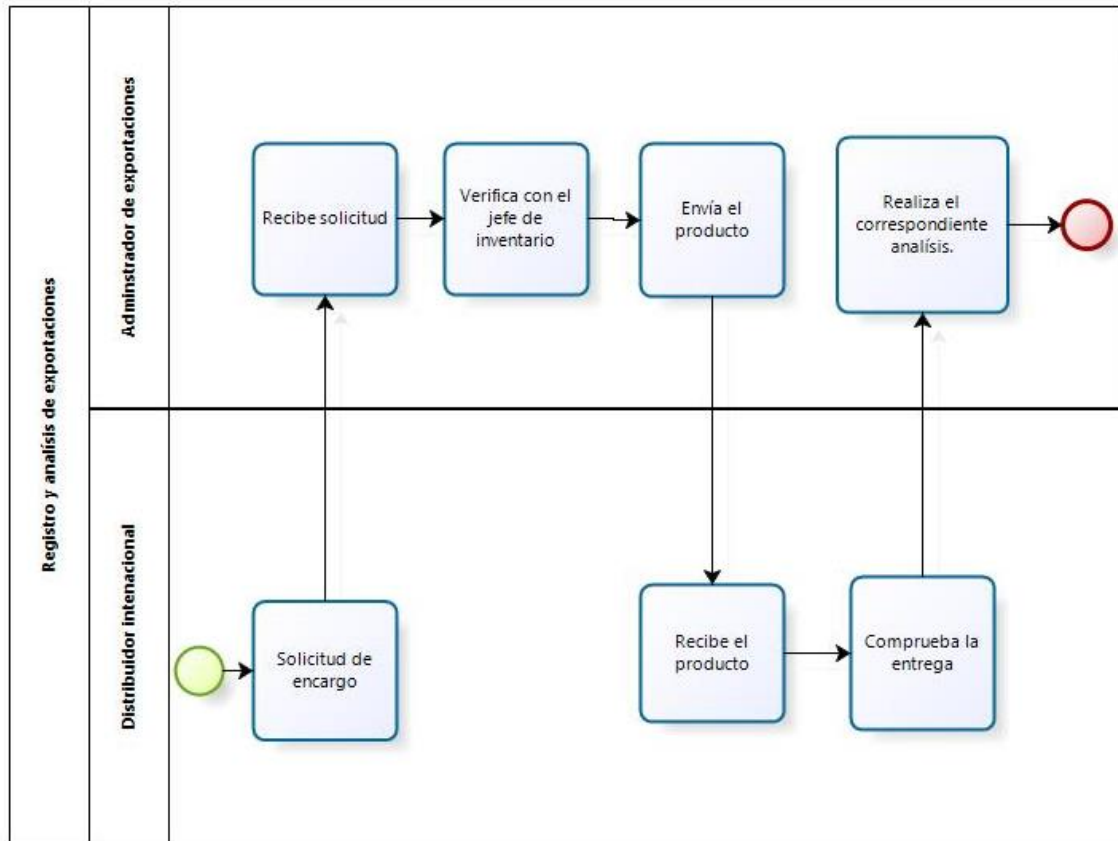 Registro y analísis de exportaciones
Adminstrador de exportaciones
Recibe solicitud
Verifica con el
jefe de
inventario
Envía el
producto
Realiza el
correspondiente
analísis.
Distribuidor intenacional
Solicitud de
encargo
Recibe el
producto
Comprueba la
entrega